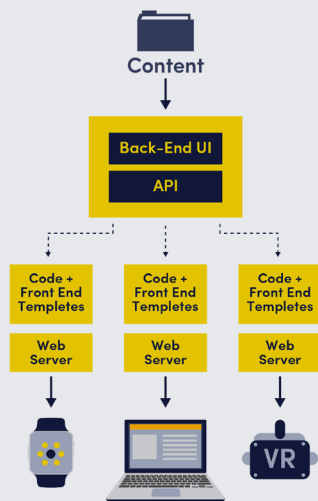 Content
Back-End UI
API
Code +
Front End
Templetes
Code +
Front End
Templetes
Code +
Front End
Templetes
Web
Server
Web
Server
Web
Server
VR